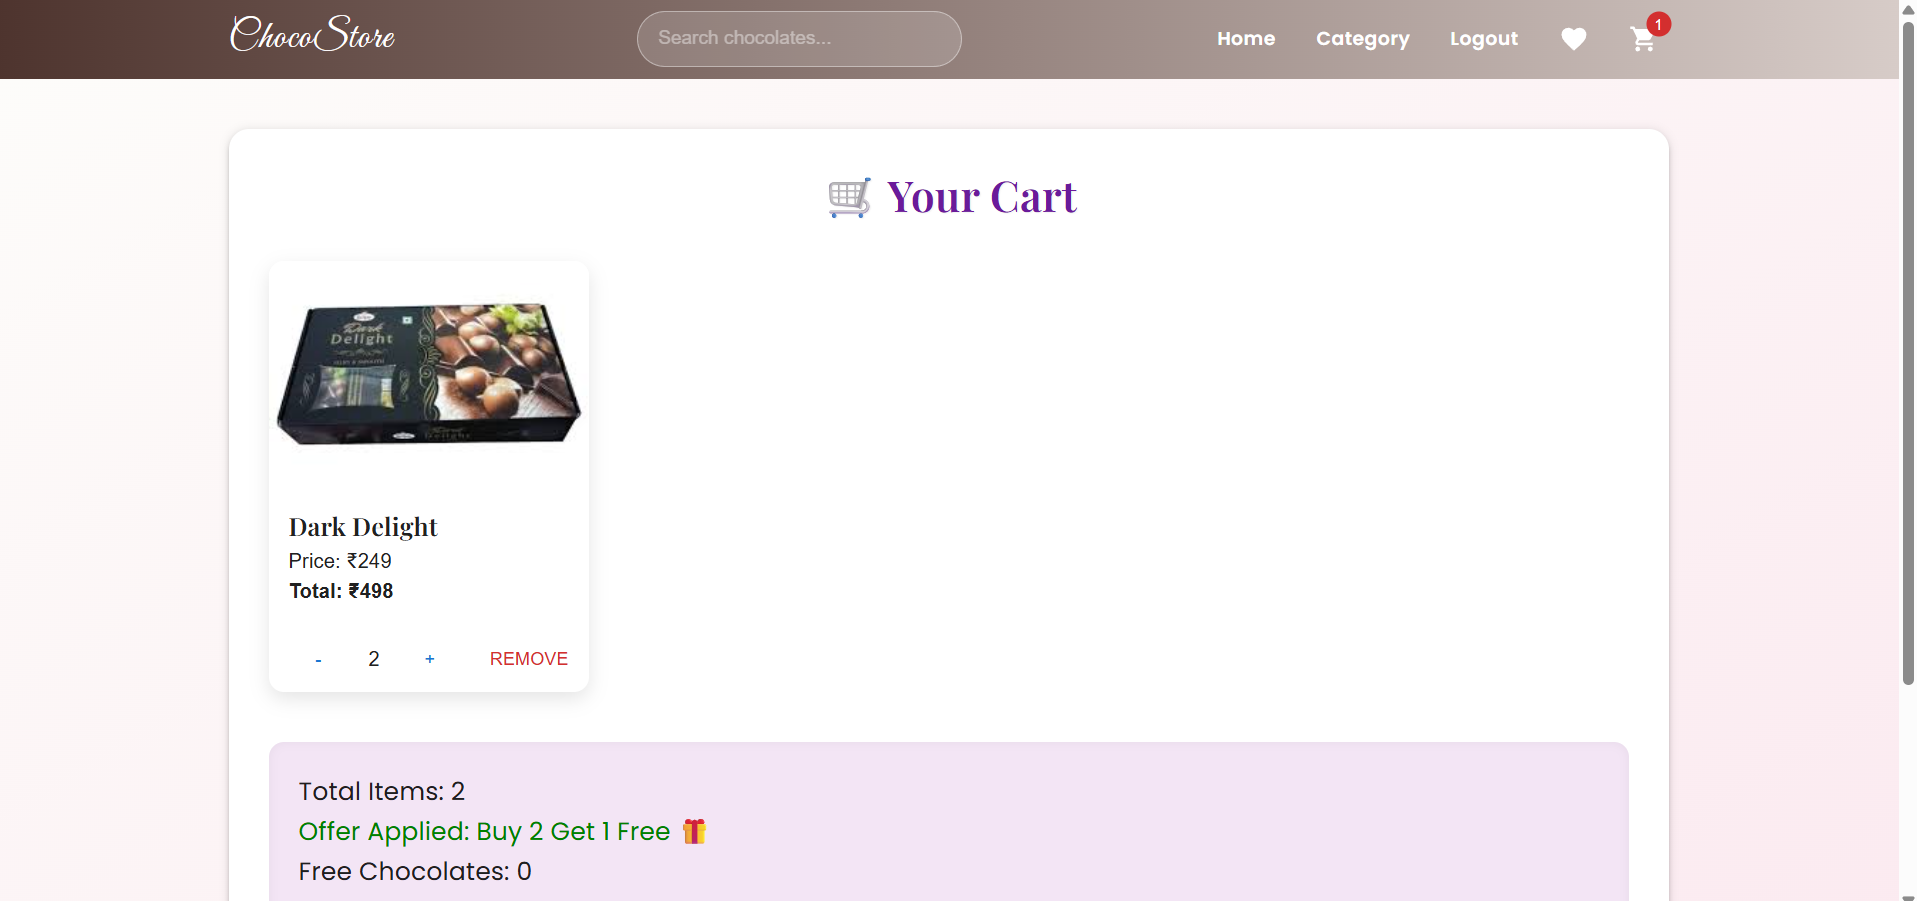 ChocoStore
Search chocolates...
Home
Category
Logout
1
Your Cart
Dark
Delight
Dark Delight
Price: ₹249
Total: ₹498
-
2
+
REMOVE
Total Items: 2
Offer Applied: Buy 2 Get 1 Free 🎁
Free Chocolates: 0